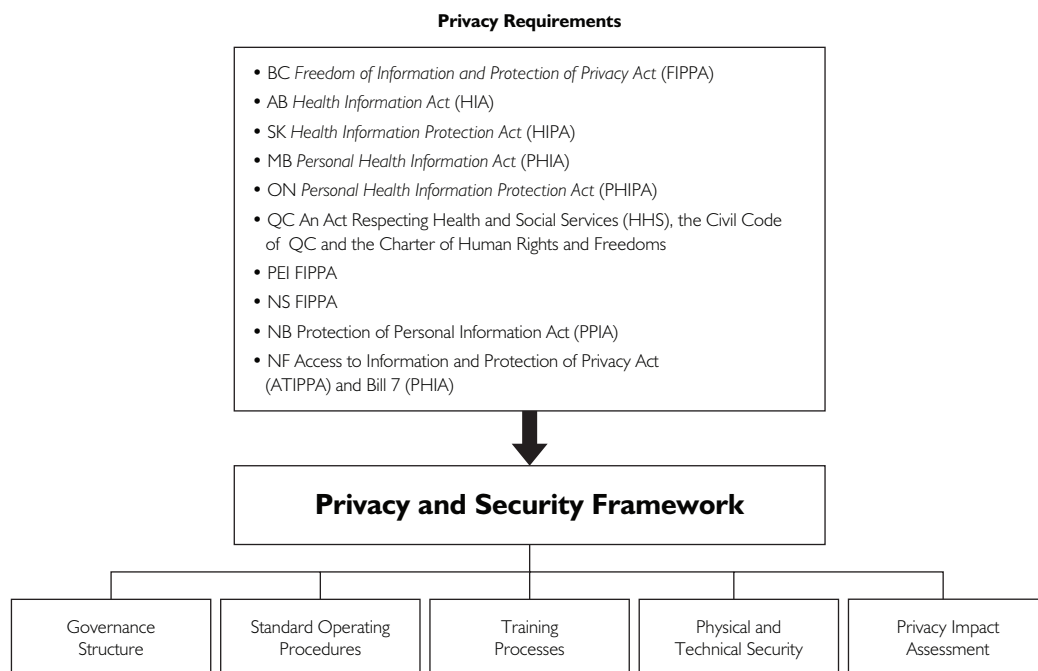 Privacy Requirements
• BC Freedom of Information and Protection of Privacy Act (FIPPA)
• AB Health Information Act (HIA)
• SK Health Information Protection Act (HIPA)
• MB Personal Health Information Act (PHIA)
• ON Personal Health Information Protection Act (PHIPA)
• QC An Act Respecting Health and Social Services (HHS), the Civil Code
of QC and the Charter of Human Rights and Freedoms
• PEI FIPPA
• NS FIPPA
• NB Protection of Personal Information Act (PPIA)
• NF Access to Information and Protection of Privacy Act
(ATIPPA) and Bill 7 (PHIA)
Privacy and Security Framework
Governance
Structure
Standard Operating
Procedures
Training
Processes
Physical and
Technical Security
Privacy Impact
Assessment